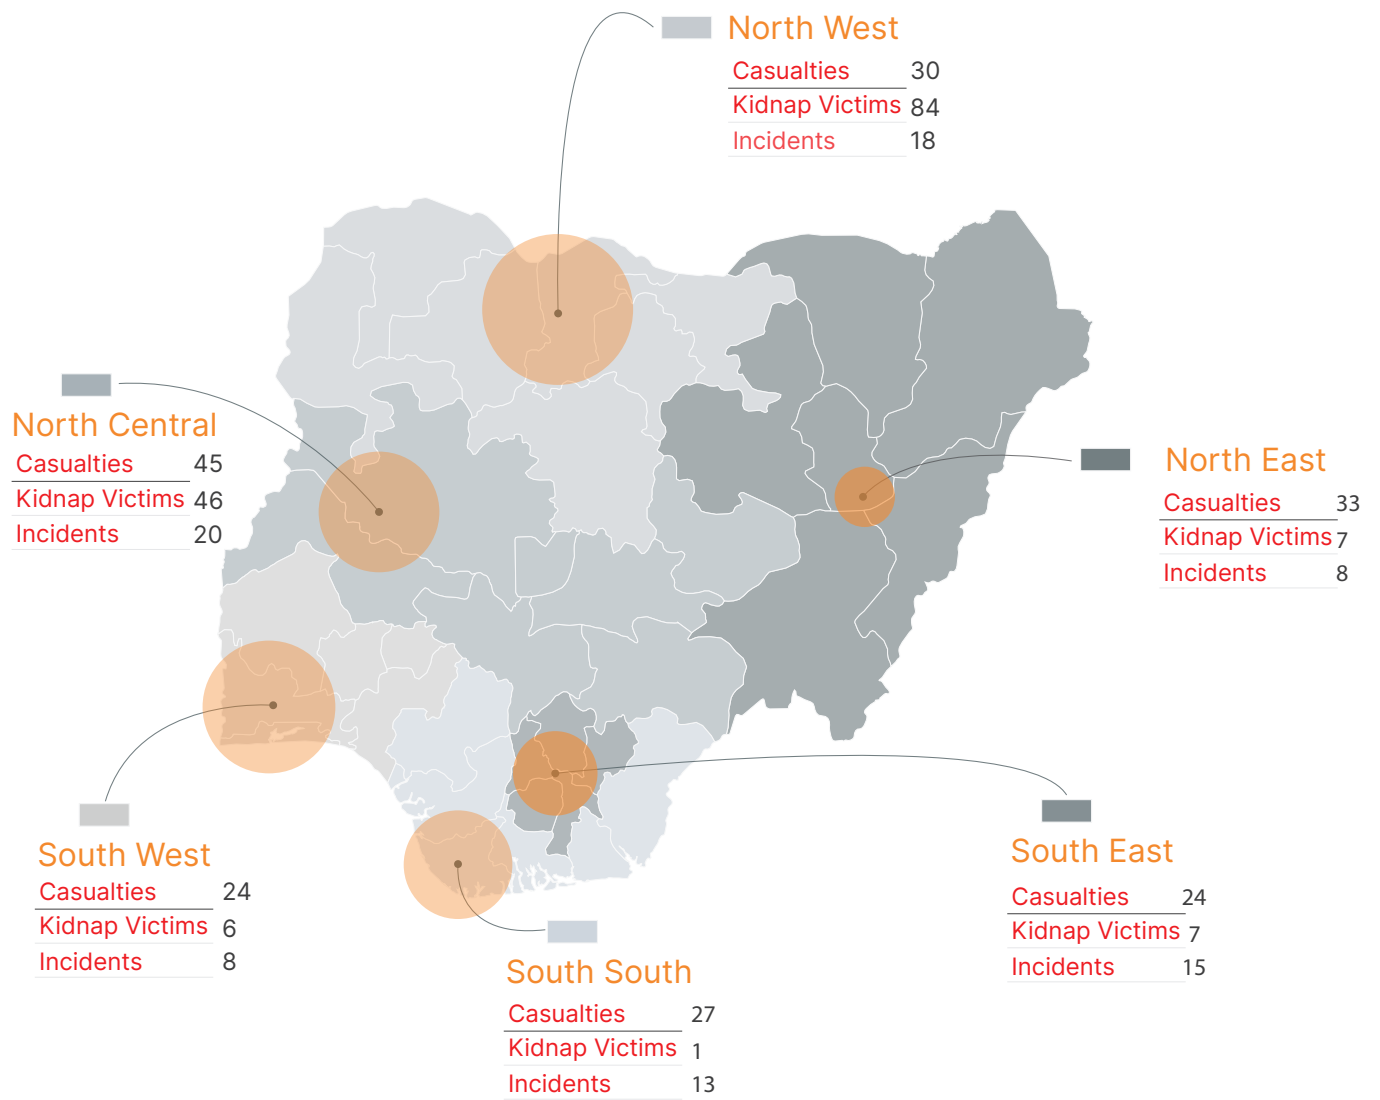 North West
Casualties 30
Kidnap Victims 84
Incidents 18
North Central
Casualties 45
Kidnap Victims 46
Incidents 20
North East
Casualties 33
Kidnap Victims 7
Incidents 8
South West
Casualties 24
Kidnap Victims 6
Incidents 8
South East
Casualties 24
Kidnap Victims 7
Incidents 15
South South
Casualties 27
Kidnap Victims 1
Incidents 13